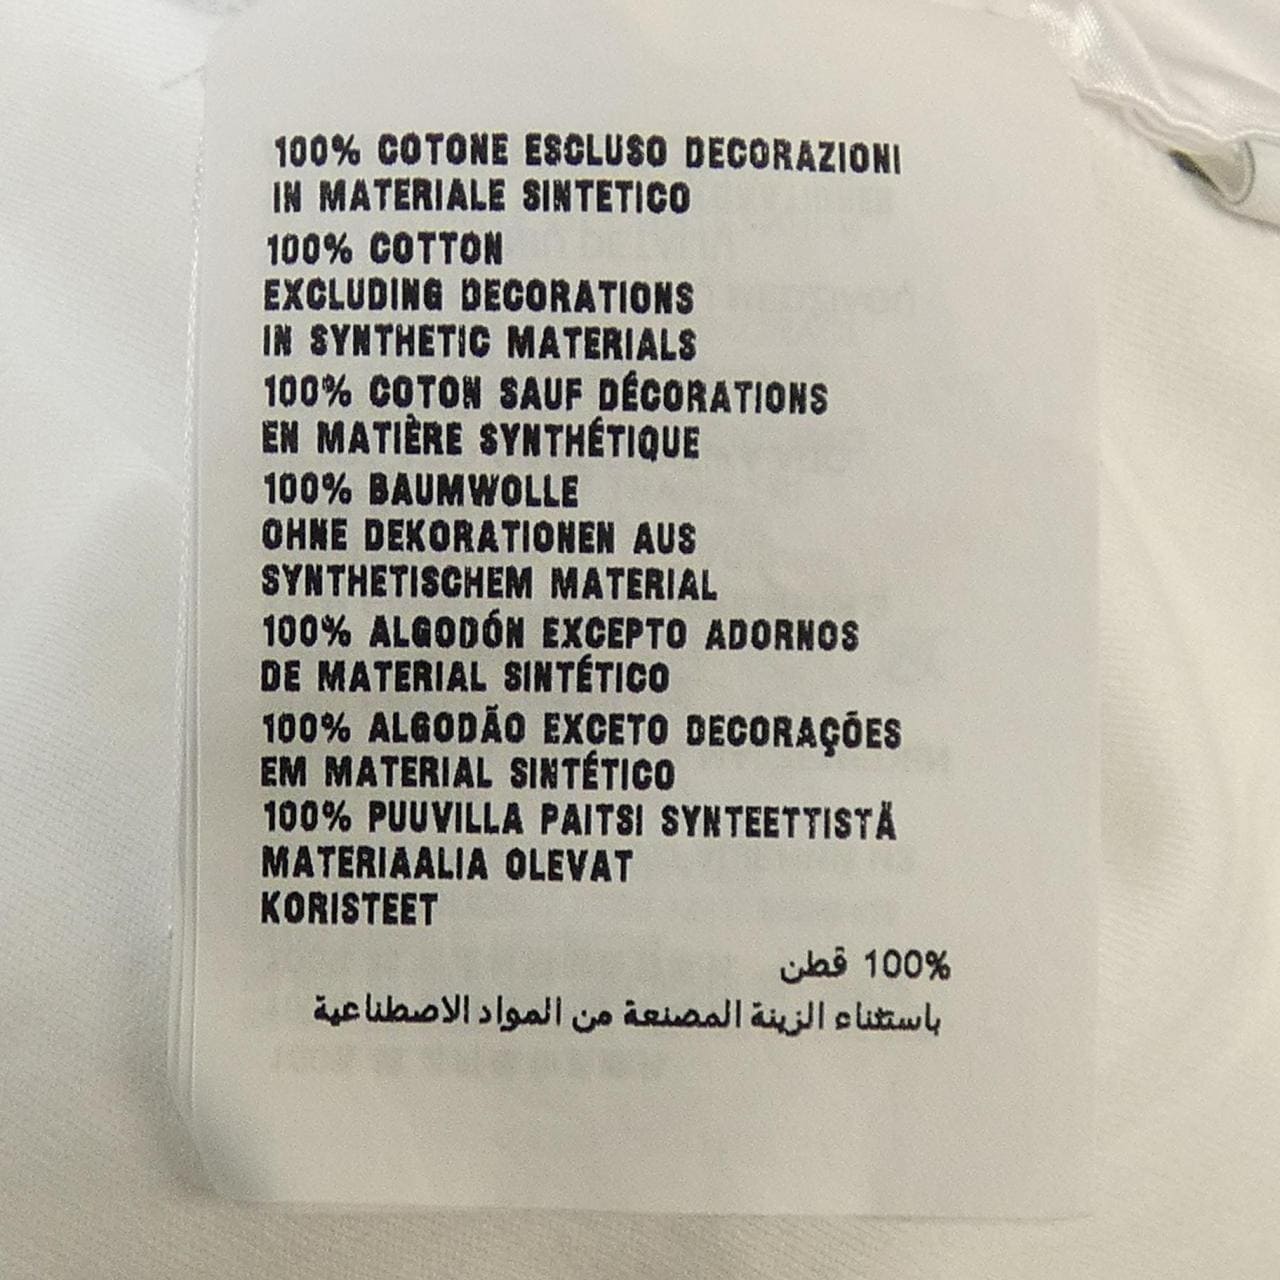 100% COTONE ESCLUSO DECORAZIONI
IN MATERIALE SINTETICO
100% COTTON
EXCLUDING DECORATIONS
IN SYNTHETIC MATERIALS
100% COTON SAUF DÉCORATIONS
EN MATIÈRE SYNTHÉTIQUE
100% BAUMWOLLE
OHNE DEKORATIONEN AUS
SYNTHETISCHEM MATERIAL
100% ALGODÓN EXCEPTO ADORNOS
DE MATERIAL SINTÉTICO
100% ALGODÃO EXCETO DECORAÇÕES
EM MATERIAL SINTÉTICO
100% PUUVILLA PAITSI SYNTEETTISTÄ
MATERIAALIA OLEVAT
KORISTEET
100% قطن
باستثناء الزينة المصنعة من المواد الاصطناعية